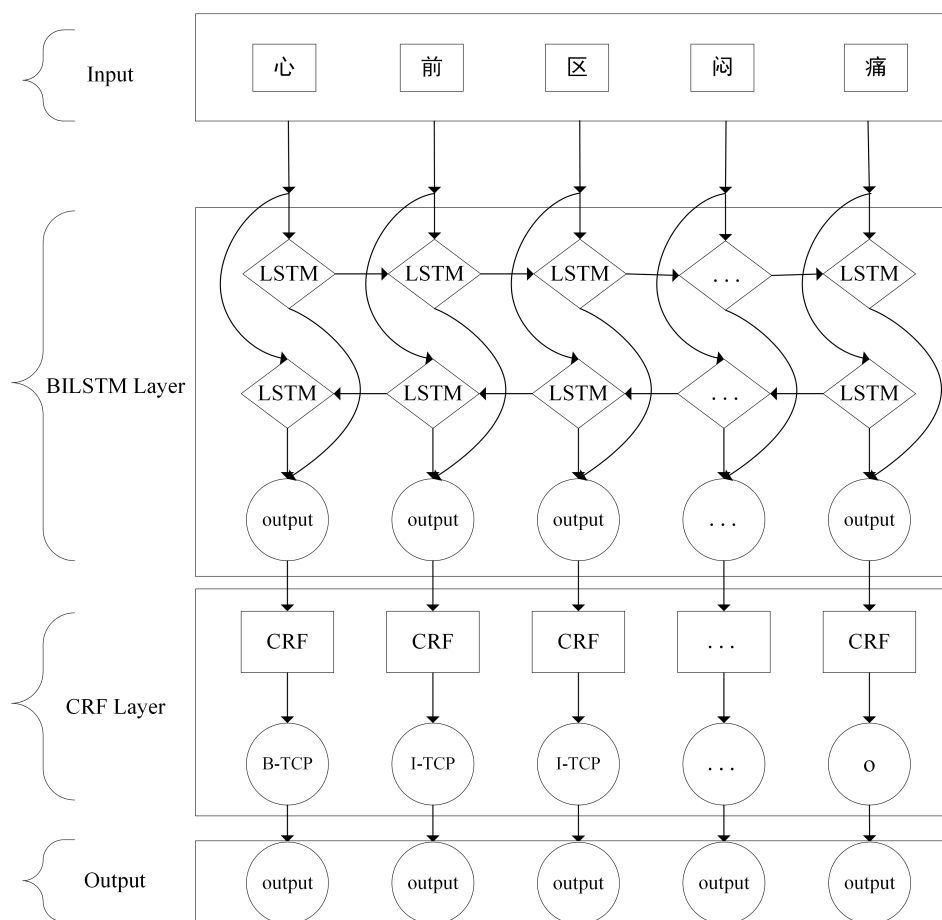 Input
心 前 区 闷 痛
BILSTM Layer
LSTM LSTM LSTM ... LSTM
LSTM LSTM LSTM ... LSTM
output output output ... output
CRF Layer
CRF CRF CRF ... CRF
B-TCP I-TCP I-TCP ... o
Output
output output output output output